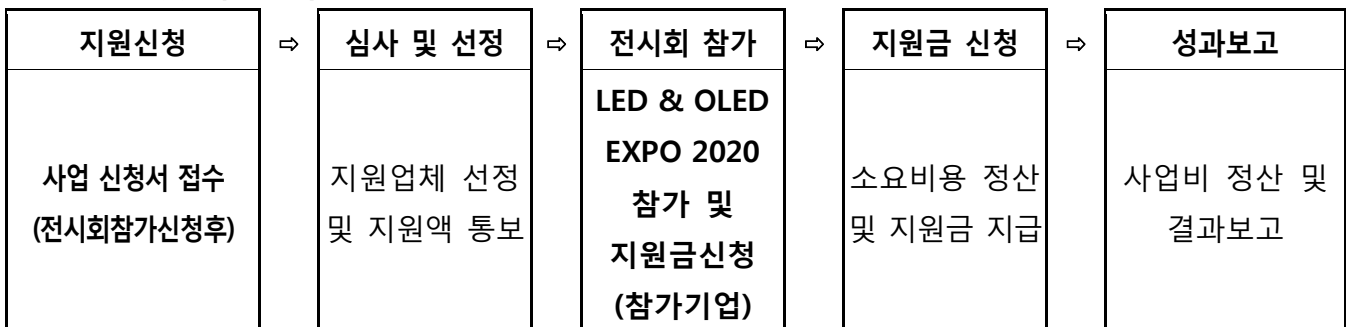 지원신청 ⇨ 심사 및 선정 ⇨ 전시회 참가 ⇨ 지원금 신청 ⇨ 성과보고
사업 신청서 접수
(전시회참가신청후)
지원업체 선정
및 지원액 통보
LED & OLED
EXPO 2020
참가 및
지원금신청
(참가기업)
소요비용 정산
및 지원금 지급
사업비 정산 및
결과보고